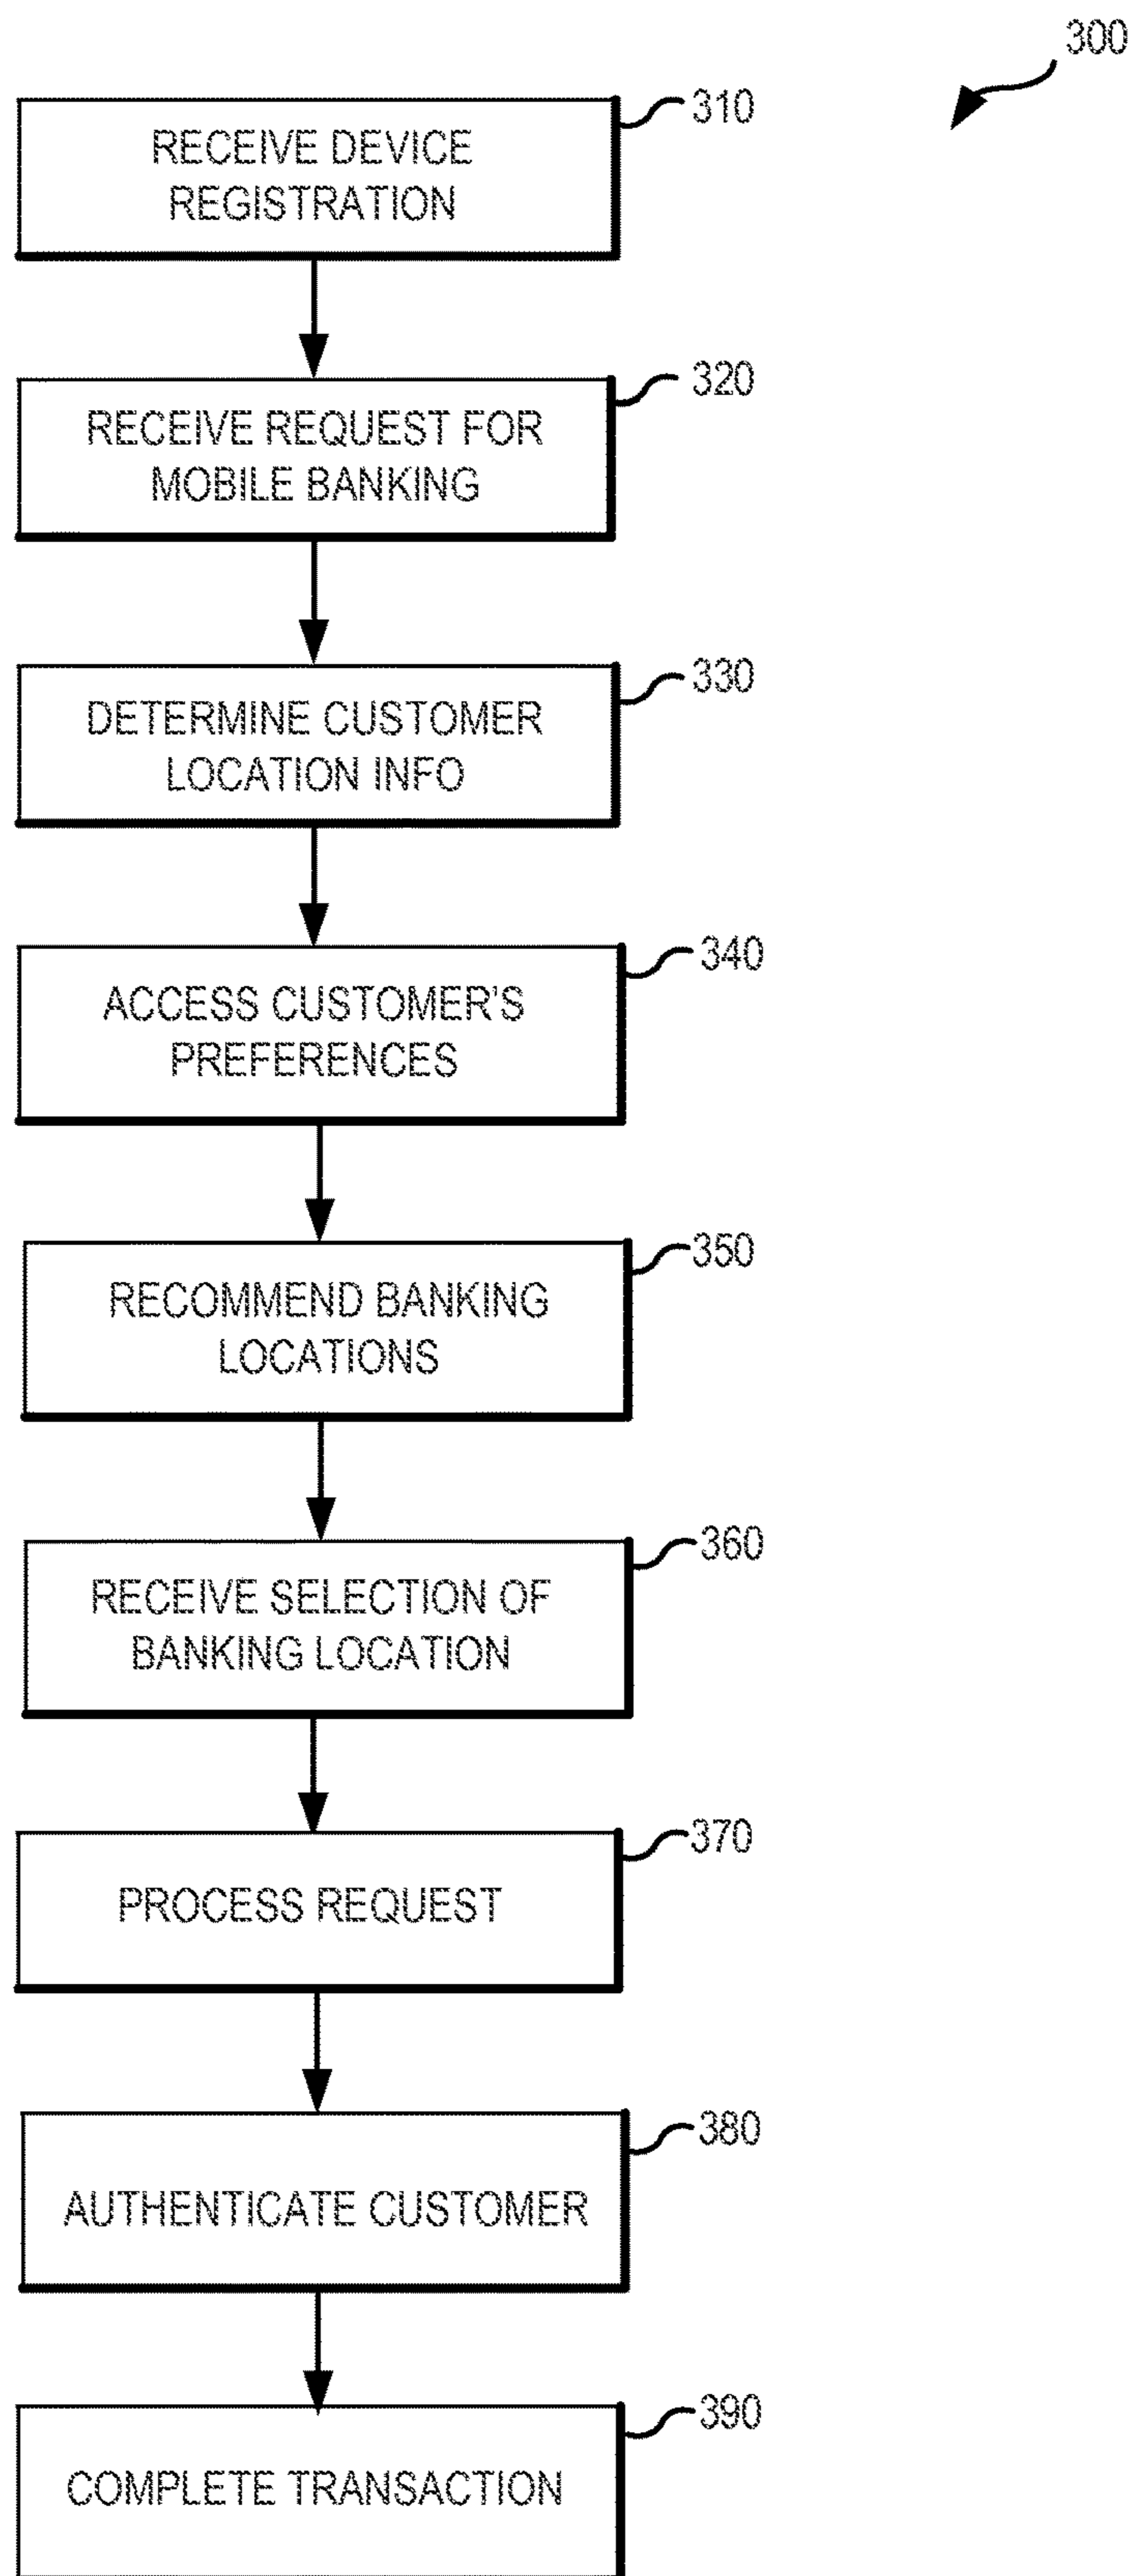 300
310
RECEIVE DEVICE
REGISTRATION
320
RECEIVE REQUEST FOR
MOBILE BANKING
330
DETERMINE CUSTOMER
LOCATION INFO
340
ACCESS CUSTOMER'S
PREFERENCES
350
RECOMMEND BANKING
LOCATIONS
360
RECEIVE SELECTION OF
BANKING LOCATION
370
PROCESS REQUEST
380
AUTHENTICATE CUSTOMER
390
COMPLETE TRANSACTION